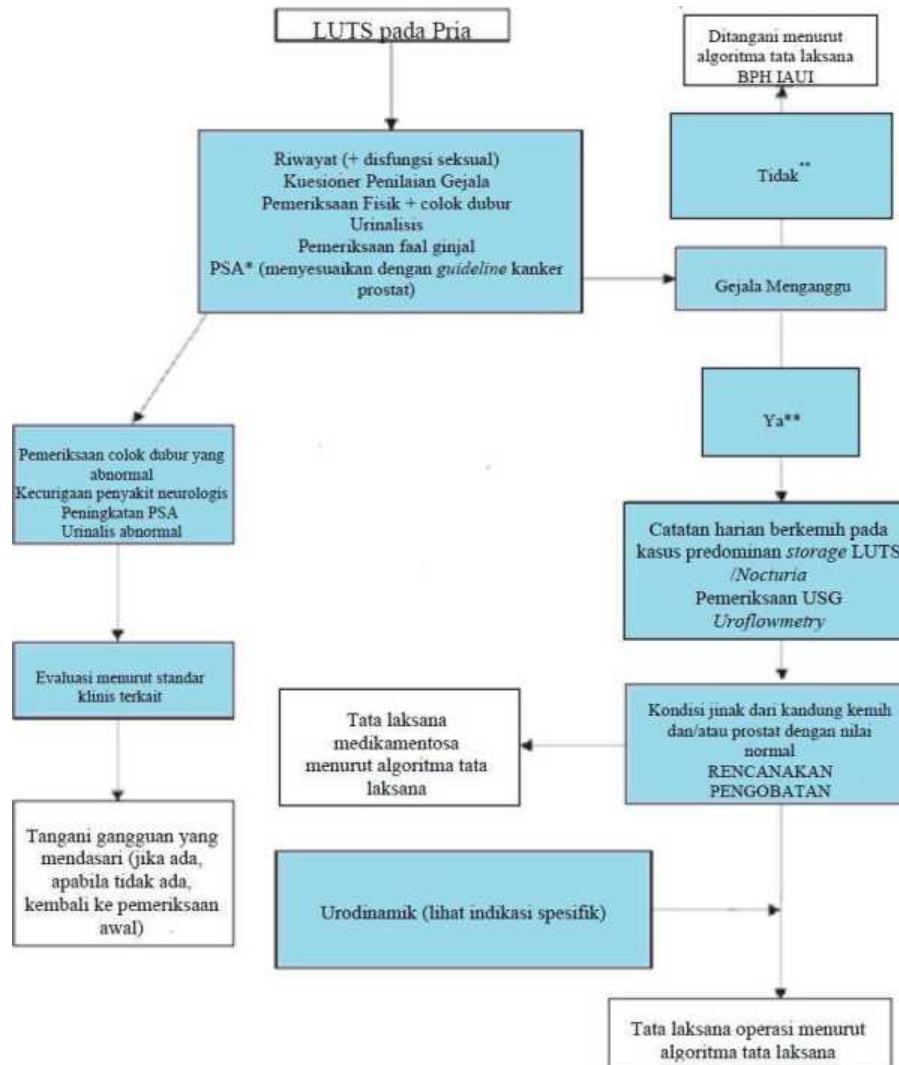 LUTS pada Pria
Riwayat (+ disfungsi seksual)
Kuesioner Penilaian Gejala
Pemeriksaan Fisik + colok dubur
Urinalisis
Pemeriksaan faal ginjal
PSA* (menyesuaikan dengan guideline kanker
prostat)
Ditangani menurut
algoritma tata laksana
BPH IAUI
Tidak**
Gejala Menganggu
Ya**
Catatan harian berkemih pada
kasus predominan storage LUTS
/Nocturia
Pemeriksaan USG
Uroflowmetry
Kondisi jinak dari kandung kemih
dan/atau prostat dengan nilai
normal
RENCANAKAN
PENGOBATAN
Tata laksana
medikamentosa
menurut algoritma tata
laksana
Urodinamik (lihat indikasi spesifik)
Tata laksana operasi menurut
algoritma tata laksana
Pemeriksaan colok dubur yang
abnormal
Kecurigaan penyakit neurologis
Peningkatan PSA
Urinalis abnormal
Evaluasi menurut standar
klinis terkait
Tangani gangguan yang
mendasari (jika ada,
apabila tidak ada,
kembali ke pemeriksaan
awal)